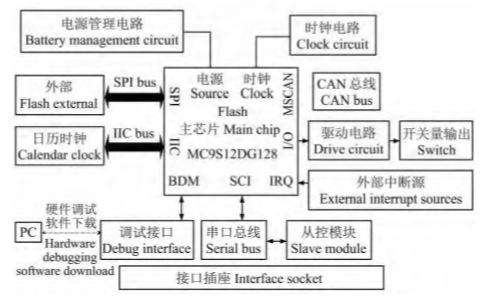 电源管理电路
Battery management circuit
时钟电路
Clock circuit
外部
Flash external
SPI bus
日历时钟
Calendar clock
IIC bus
SPI
电源 时钟
Source Clock
Flash
主芯片 Main chip
MC9S12DG128
IIC
MSCAN
I/O
BDM SCI IRQ
CAN 总线
CAN bus
驱动电路
Drive circuit
开关量输出
Switch
外部中断源
External interrupt sources
PC
硬件调试
软件下载
Hardware
debugging
software download
调试接口
Debug interface
串口总线
Serial bus
从控模块
Slave module
接口插座 Interface socket